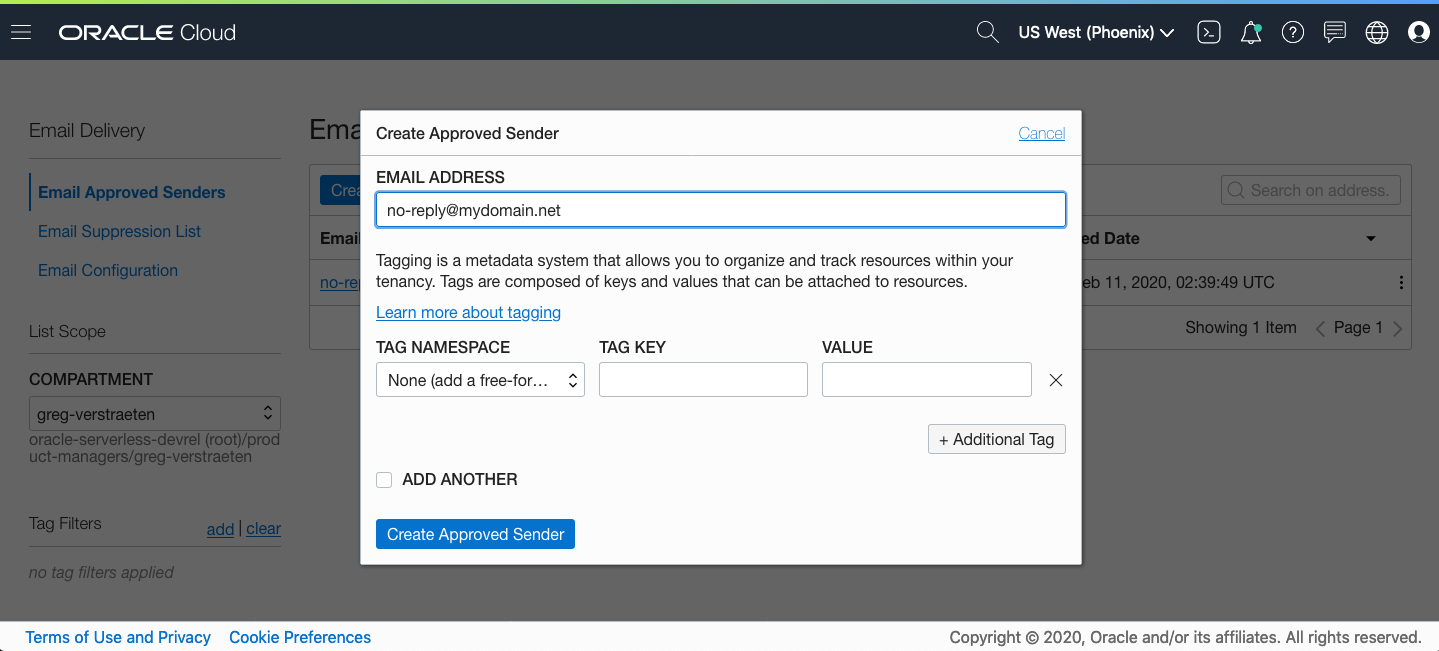 ORACLE Cloud
US West (Phoenix)
Email Delivery
Email Approved Senders
Email Suppression List
Email Configuration
List Scope
COMPARTMENT
greg-verstraeten
oracle-serverless-devrel (root)/prod
uct-managers/greg-verstraeten
Tag Filters
add | clear
no tag filters applied
Search on address.
Showing 1 Item
Page 1
Create Approved Sender
Cancel
EMAIL ADDRESS
no-reply@mydomain.net
Tagging is a metadata system that allows you to organize and track resources within your
tenancy. Tags are composed of keys and values that can be attached to resources.
Learn more about tagging
TAG NAMESPACE TAG KEY VALUE
None (add a free-for...
+ Additional Tag
ADD ANOTHER
Create Approved Sender
Ema
Crea
Email
ed Date
no-rep
eb 11, 2020, 02:39:49 UTC
Terms of Use and Privacy Cookie Preferences
Copyright © 2020, Oracle and/or its affiliates. All rights reserved.